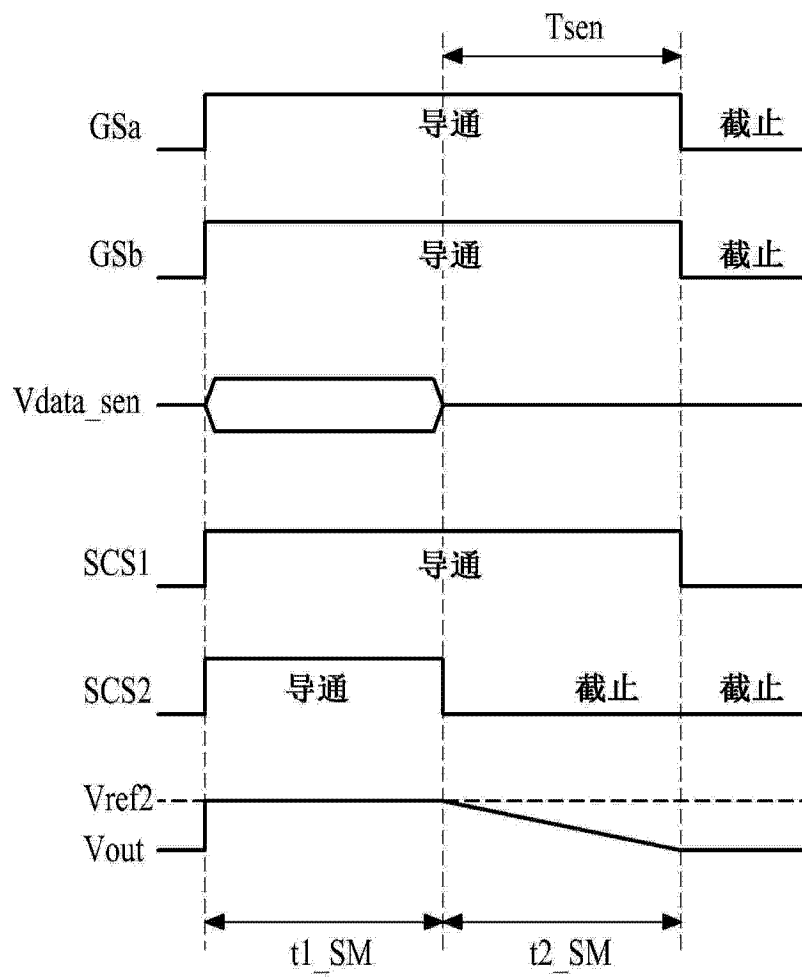 Tsen
GSa 导通 截止
GSb 导通 截止
Vdata_sen
SCS1 导通
SCS2 导通 截止 截止
Vref2
Vout
t1_SM t2_SM